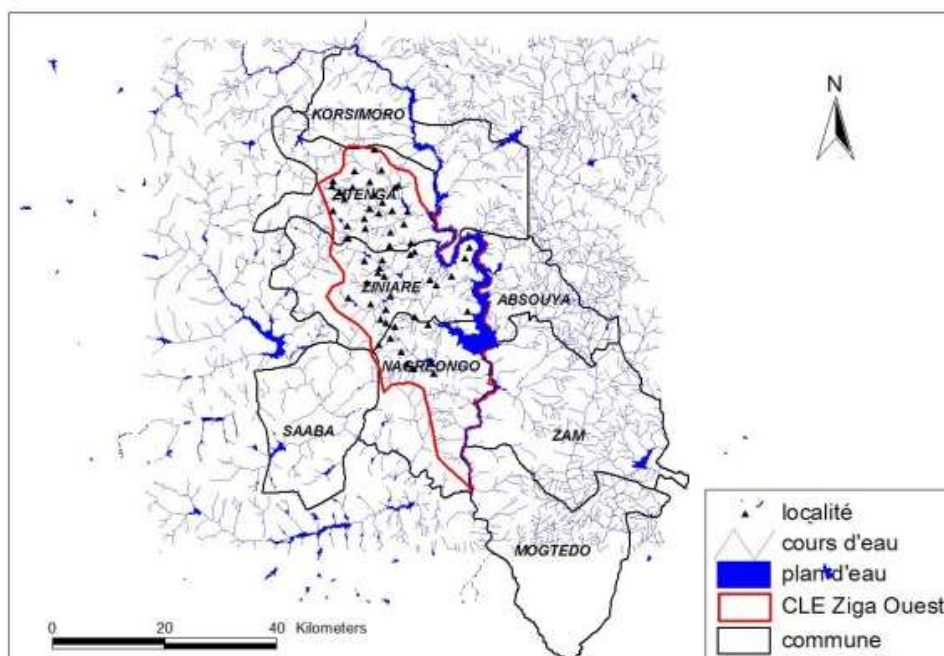 N
KORSIMORO
ZITENGA
ZINIARE
ABSOUYA
NAGREONGO
SAABA
ZAM
MOGTEDO
localité
cours d'eau
plan d'eau
CLE Ziga Ouest
commune
0 20 40 Kilometers